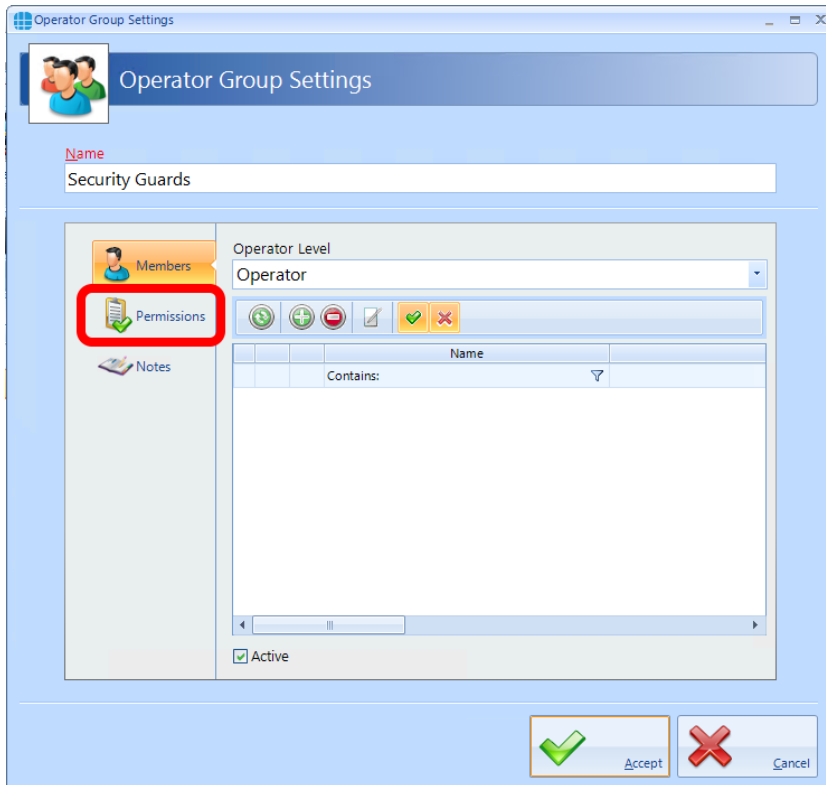 Operator Group Settings
Operator Group Settings
Name
Security Guards
Members
Permissions
Notes
Operator Level
Operator
Name
Contains:
Active
Accept
Cancel